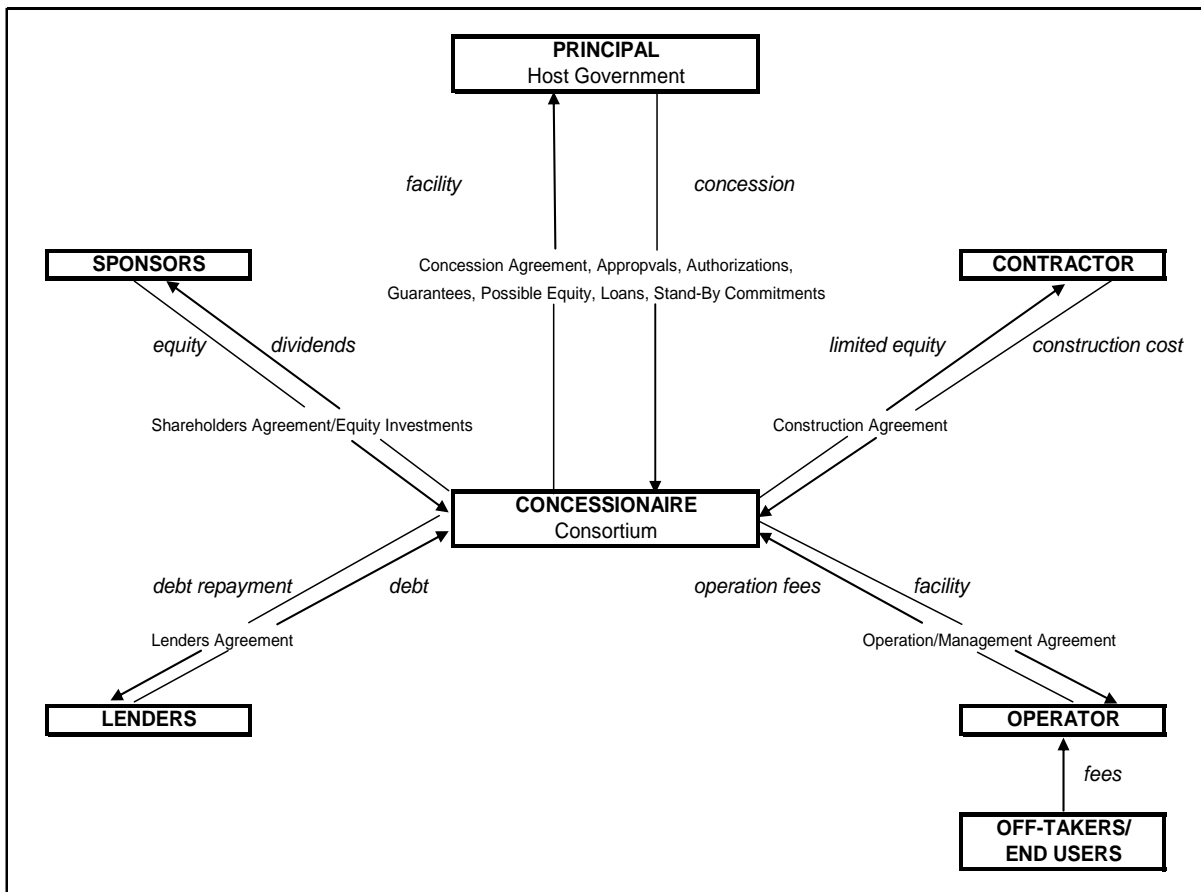 PRINCIPAL
Host Government
facility
concession
SPONSORS
Concession Agreement, Appropvals, Authorizations,
Guarantees, Possible Equity, Loans, Stand-By Commitments
CONTRACTOR
equity
dividends
limited equity
construction cost
Shareholders Agreement/Equity Investments
Construction Agreement
CONCESSIONAIRE
Consortium
debt repayment
debt
operation fees
facility
Lenders Agreement
Operation/Management Agreement
LENDERS
OPERATOR
fees
OFF-TAKERS/
END USERS